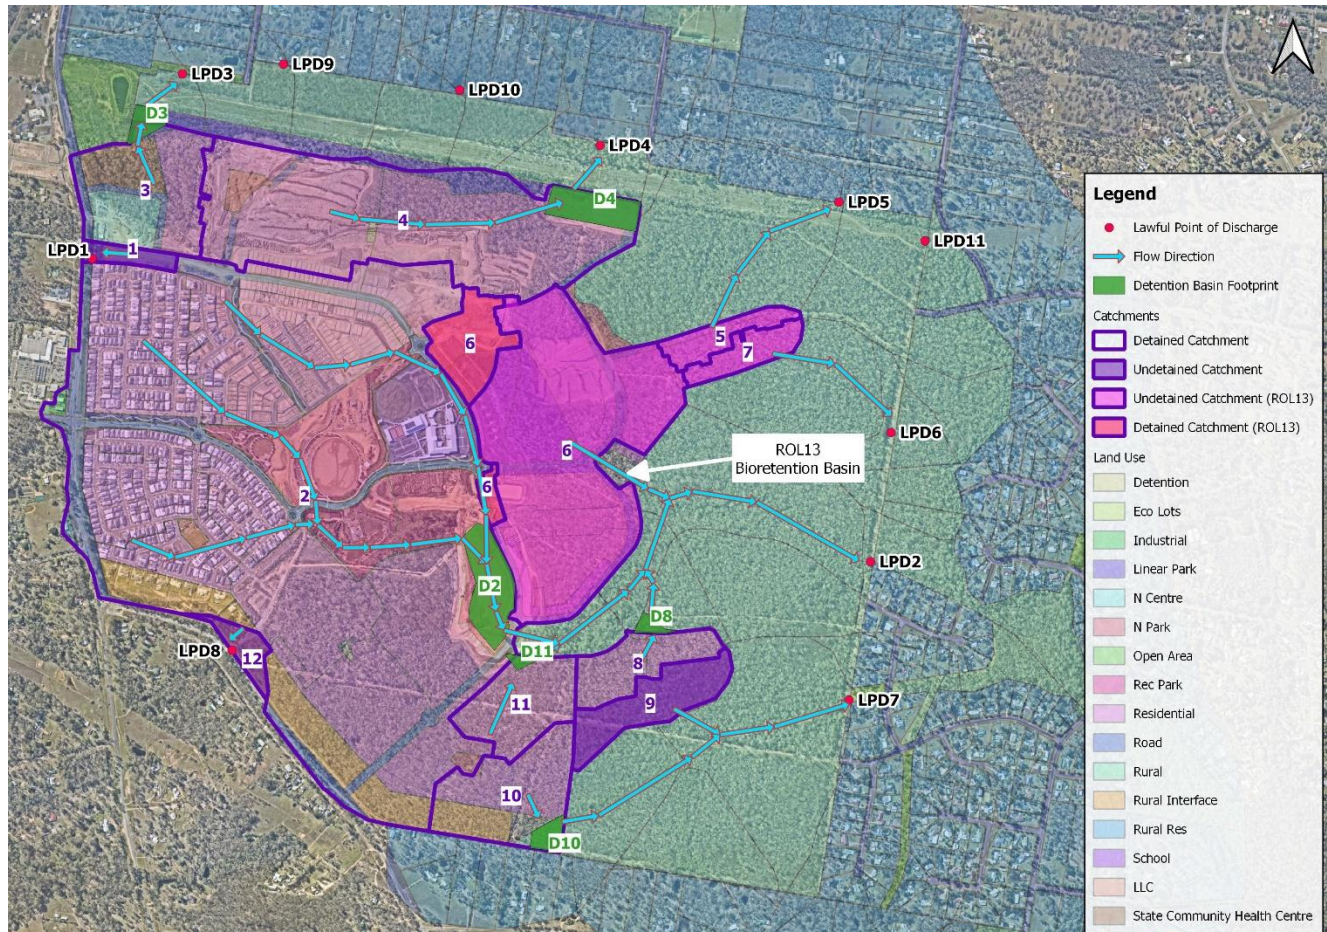 LPD3
LPD9
LPD10
D3
LPD4
3
D4
LPD5
4
LPD11
LPD1
1
5
7
6
LPD6
6
ROL13
Bioretention Basin
6
2
LPD2
D2
D8
LPD8
12
D11
8
9
LPD7
11
10
D10
Legend
Lawful Point of Discharge
Flow Direction
Detention Basin Footprint
Catchments
Detained Catchment
Undetained Catchment
Undetained Catchment (ROL13)
Detained Catchment (ROL13)
Land Use
Detention
Eco Lots
Industrial
Linear Park
N Centre
N Park
Open Area
Rec Park
Residential
Road
Rural
Rural Interface
Rural Res
School
LLC
State Community Health Centre